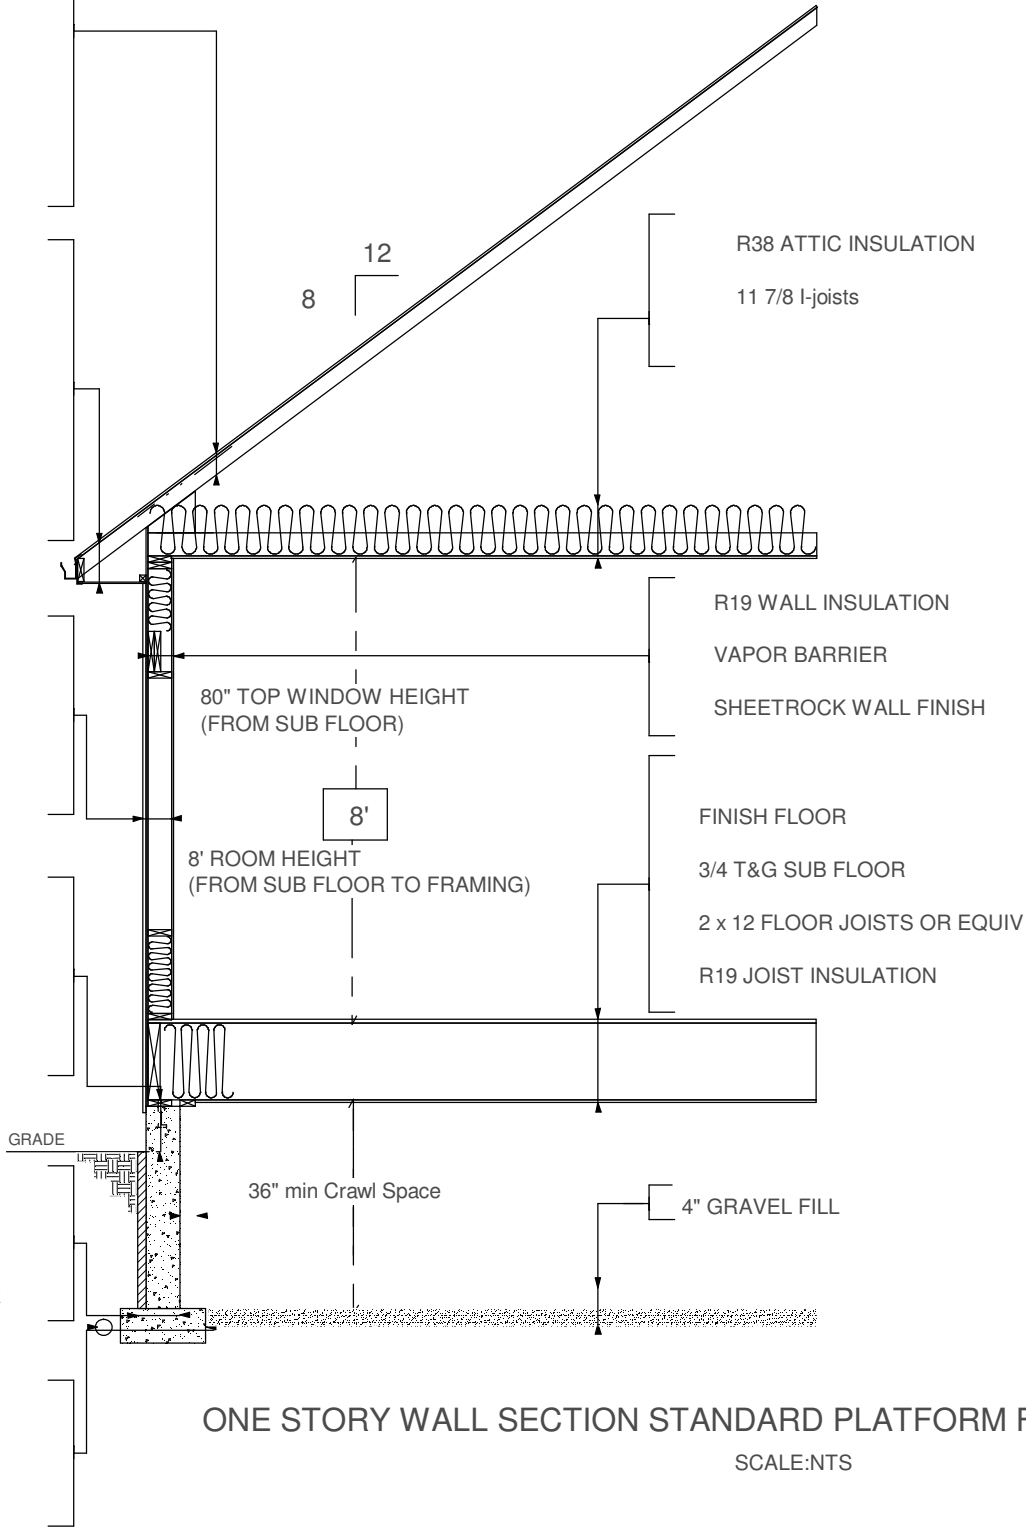 12
8
R38 ATTIC INSULATION
11 7/8 I-joists
R19 WALL INSULATION
VAPOR BARRIER
SHEETROCK WALL FINISH
80" TOP WINDOW HEIGHT
(FROM SUB FLOOR)
8'
8' ROOM HEIGHT
(FROM SUB FLOOR TO FRAMING)
FINISH FLOOR
3/4 T&G SUB FLOOR
2 x 12 FLOOR JOISTS OR EQUIV
R19 JOIST INSULATION
GRADE
36" min Crawl Space
4" GRAVEL FILL
ONE STORY WALL SECTION STANDARD PLATFORM
SCALE:NTS